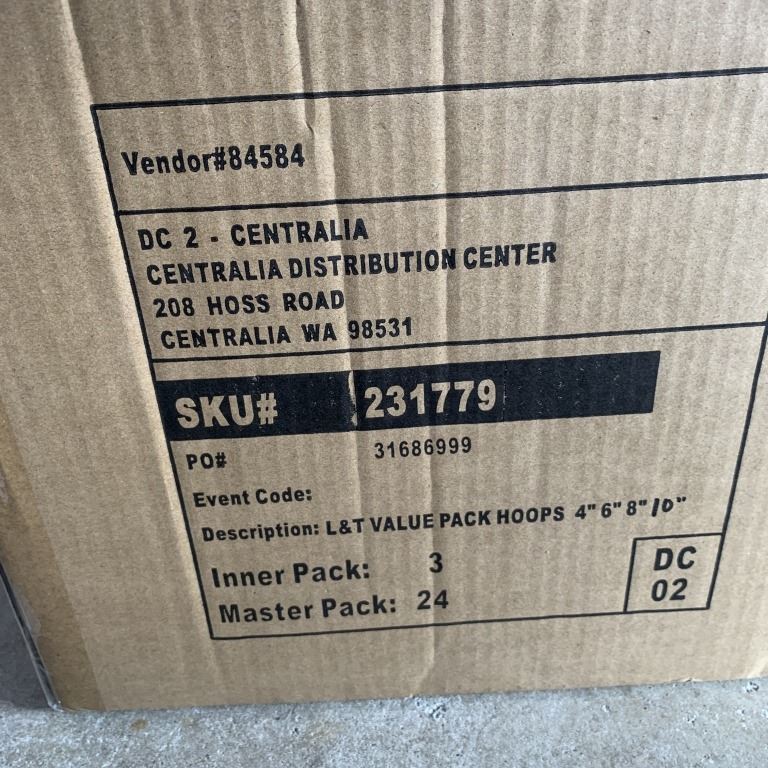 Vendor#84584
DC 2 - CENTRALIA
CENTRALIA DISTRIBUTION CENTER
208 HOSS ROAD
CENTRALIA WA 98531
SKU# 231779
PO# 31686999
Event Code:
Description: L&T VALUE PACK HOOPS 4" 6" 8" 10"
Inner Pack: 3
Master Pack: 24
DC
02